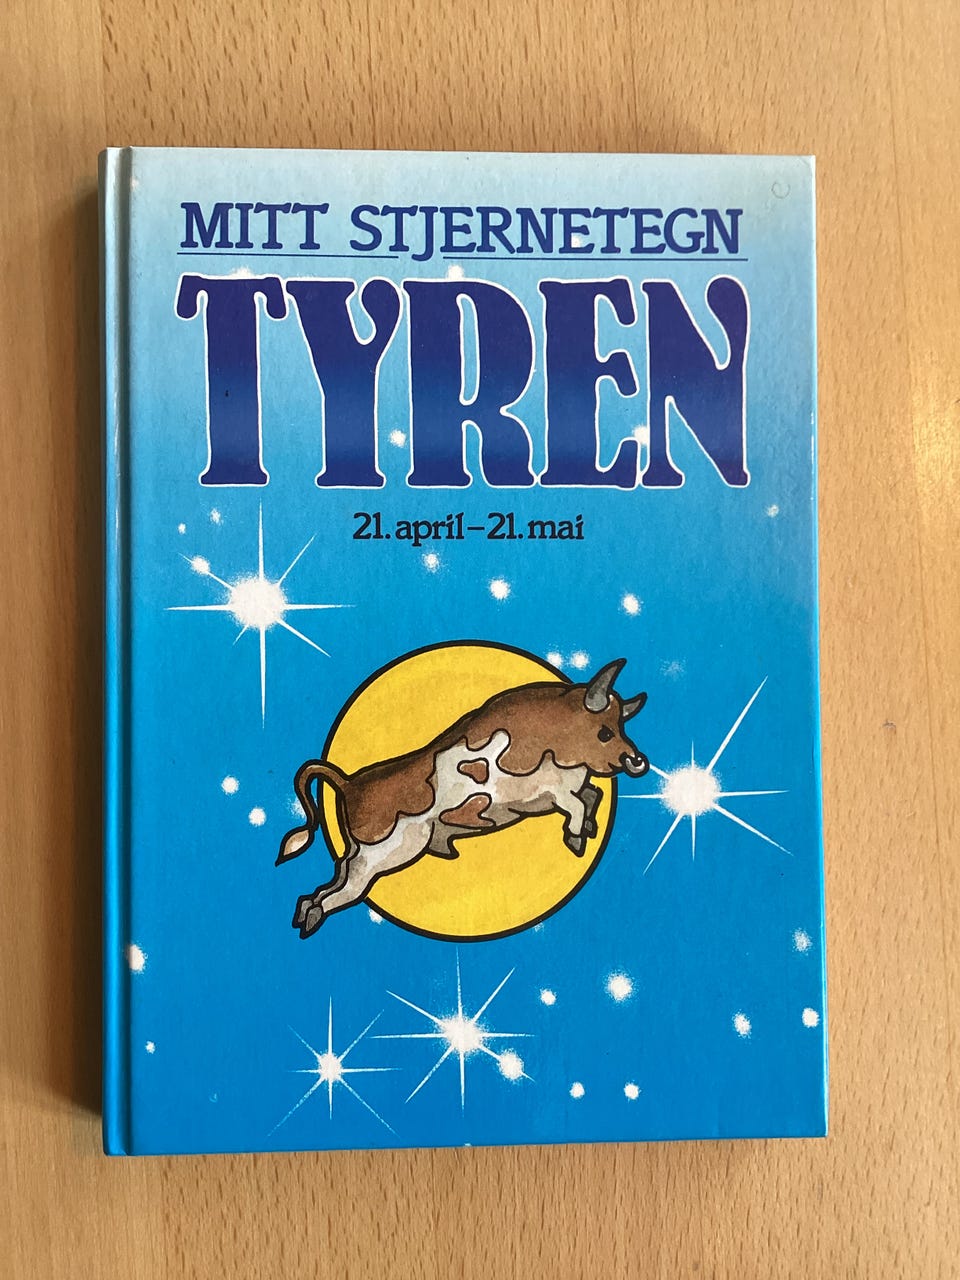 MITT STJERNETEGN
TYREN
21. april–21. mai